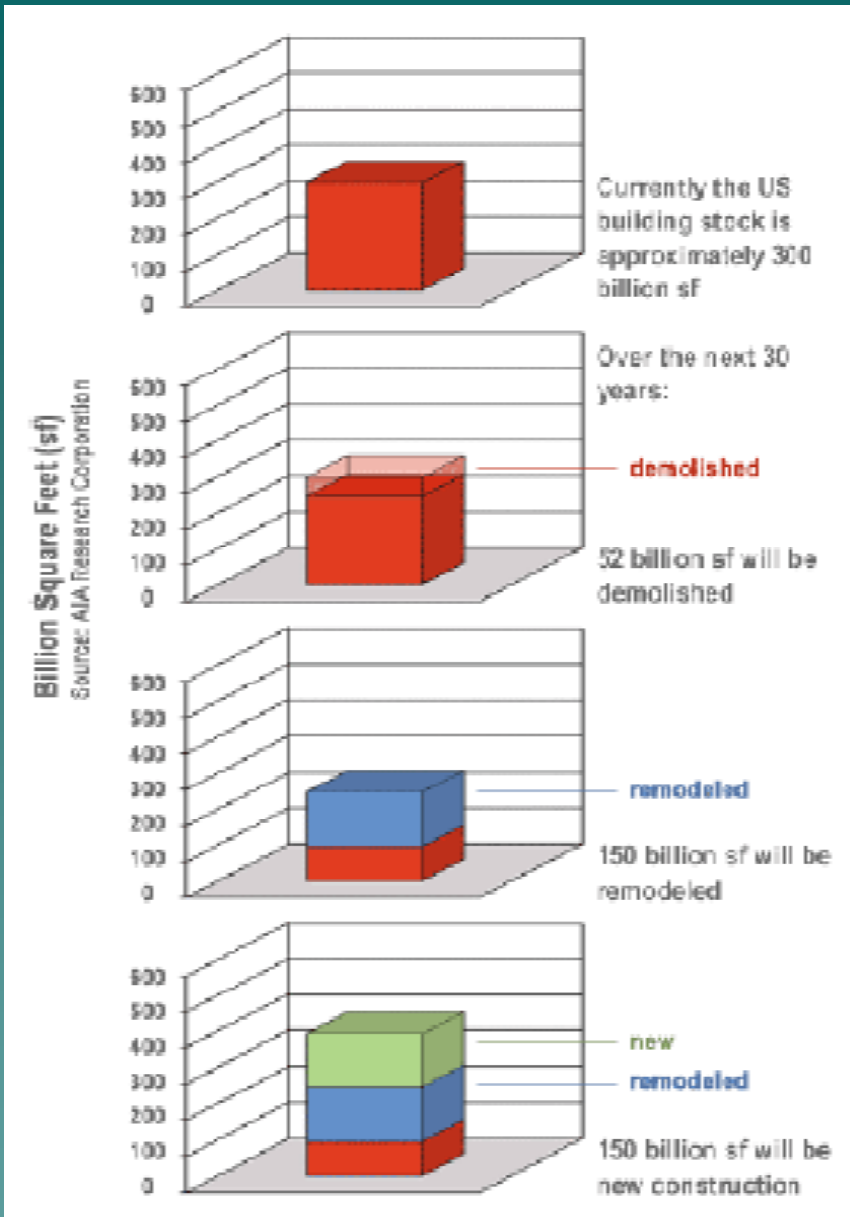 Billion Square Feet (sf)
Source: AIA Research Corporation
600
500
400
300
200
100
0
Currently the US
building stock is
approximately 300
billion sf
600
500
400
300
200
100
0
Over the next 30
years:
demolished
52 billion sf will be
demolished
600
500
400
300
200
100
0
remodeled
150 billion sf will be
remodeled
600
500
400
300
200
100
0
new
remodeled
150 billion sf will be
new construction